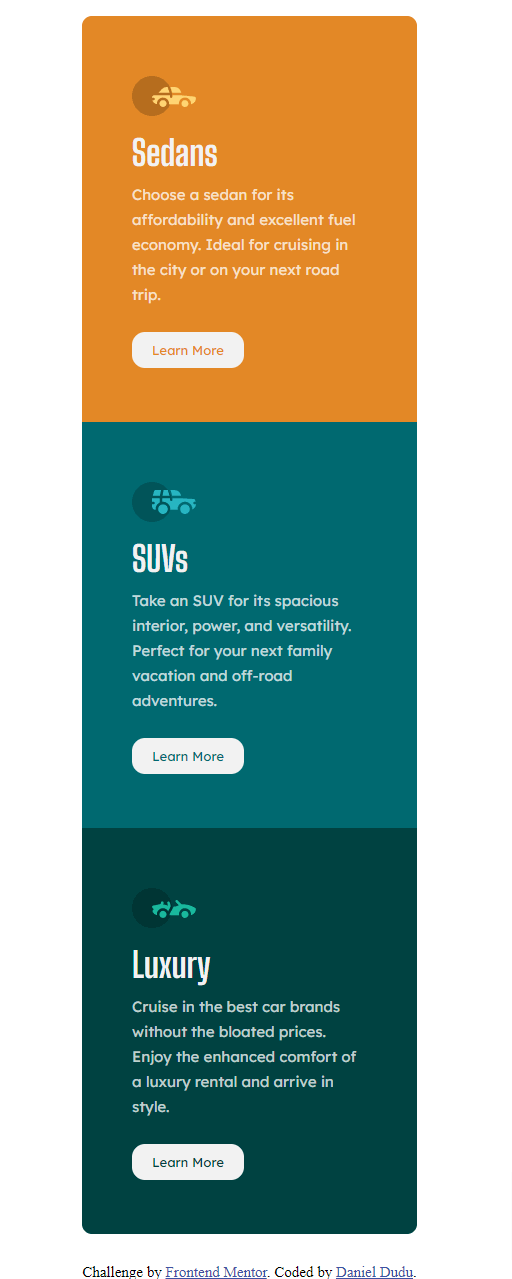 Sedans
Choose a sedan for its
affordability and excellent fuel
economy. Ideal for cruising in
the city or on your next road
trip.
Learn More
SUVs
Take an SUV for its spacious
interior, power, and versatility.
Perfect for your next family
vacation and off-road
adventures.
Learn More
Luxury
Cruise in the best car brands
without the bloated prices.
Enjoy the enhanced comfort of
a luxury rental and arrive in
style.
Learn More
Challenge by Frontend Mentor. Coded by Daniel Dudu.